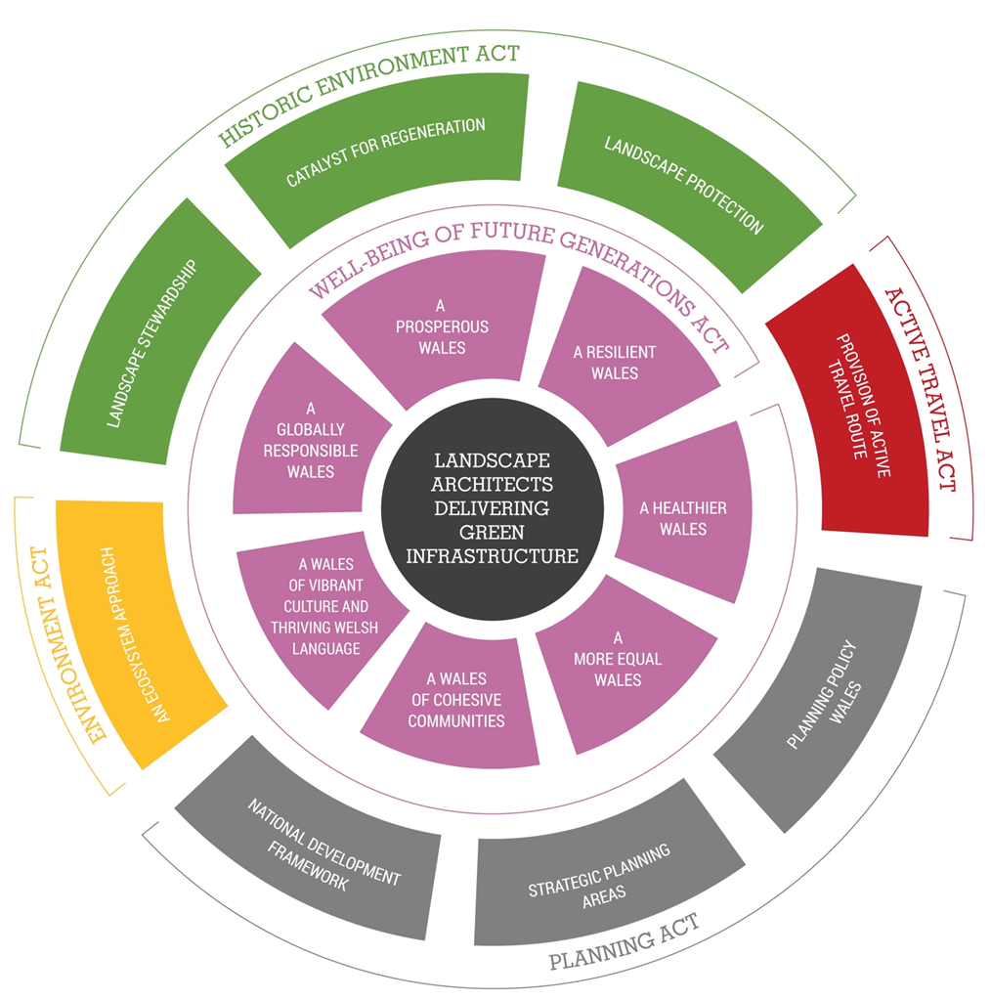 HISTORIC ENVIRONMENT ACT
CATALYST FOR REGENERATION
LANDSCAPE PROTECTION
LANDSCAPE STEWARDSHIP
ACTIVE TRAVEL ACT
PROVISION OF ACTIVE
TRAVEL ROUTE
WELL-BEING OF FUTURE GENERATIONS ACT
A
PROSPEROUS
WALES
A RESILIENT
WALES
A
GLOBALLY
RESPONSIBLE
WALES
LANDSCAPE
ARCHITECTS
DELIVERING
GREEN
INFRASTRUCTURE
A HEALTHIER
WALES
A WALES
OF VIBRANT
CULTURE AND
THRIVING WELSH
LANGUAGE
A WALES
OF COHESIVE
COMMUNITIES
A
MORE EQUAL
WALES
ENVIRONMENT ACT
AN ECOSYSTEM APPROACH
PLANNING POLICY
WALES
NATIONAL DEVELOPMENT
FRAMEWORK
STRATEGIC PLANNING
AREAS
PLANNING ACT